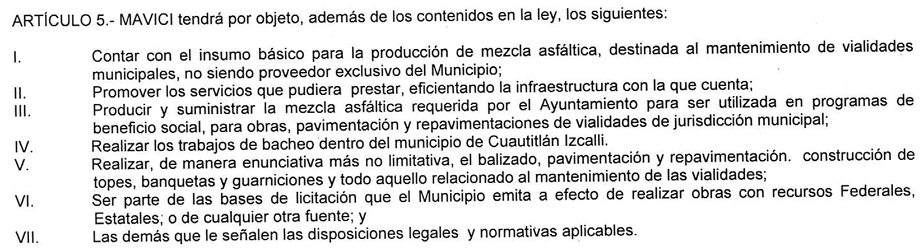 ARTÍCULO 5.- MAVICI tendrá por objeto, además de los contenidos en la ley, los siguientes:
I. Contar con el insumo básico para la producción de mezcla asfáltica, destinada al mantenimiento de vialidades
municipales, no siendo proveedor exclusivo del Municipio;
II. Promover los servicios que pudiera prestar, eficientando la infraestructura con la que cuenta;
III. Producir y suministrar la mezcla asfáltica requerida por el Ayuntamiento para ser utilizada en programas de
beneficio social, para obras, pavimentación y repavimentaciones de vialidades de jurisdicción municipal;
IV. Realizar los trabajos de bacheo dentro del municipio de Cuautitlán Izcalli.
V. Realizar, de manera enunciativa más no limitativa, el balizado, pavimentación y repavimentación. construcción de
topes, banquetas y guarniciones y todo aquello relacionado al mantenimiento de las vialidades;
VI. Ser parte de las bases de licitación que el Municipio emita a efecto de realizar obras con recursos Federales,
Estatales; o de cualquier otra fuente; y
VII. Las demás que le señalen las disposiciones legales y normativas aplicables.